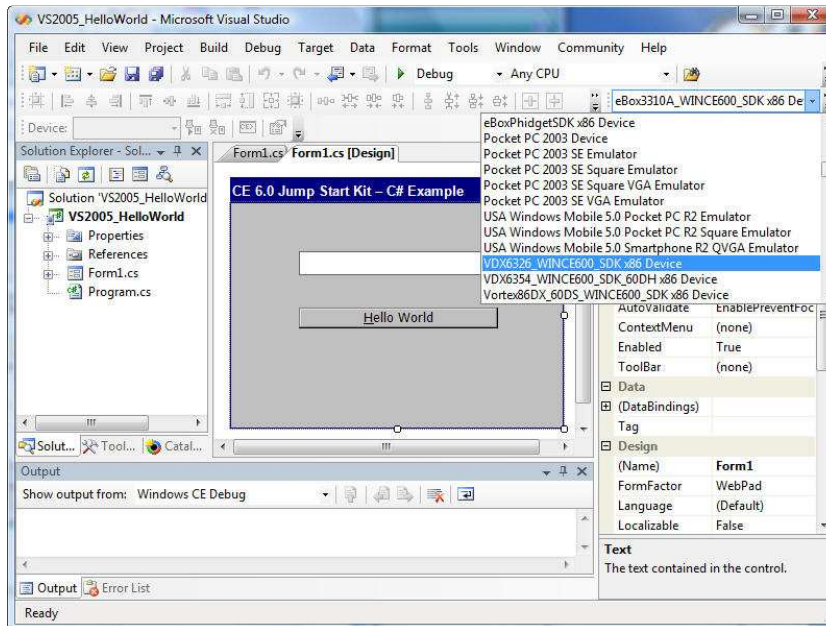 VS2005_HelloWorld - Microsoft Visual Studio
File Edit View Project Build Debug Target Data Format Tools Window Community Help
Debug Any CPU
eBox3310A_WINCE600_SDK x86 De
Device:
eBoxPhidgetSDK x86 Device
Pocket PC 2003 Device
Pocket PC 2003 SE Emulator
Pocket PC 2003 SE Square Emulator
Pocket PC 2003 SE Square VGA Emulator
Pocket PC 2003 SE VGA Emulator
USA Windows Mobile 5.0 Pocket PC R2 Emulator
USA Windows Mobile 5.0 Pocket PC R2 Square Emulator
USA Windows Mobile 5.0 Smartphone R2 QVGA Emulator
VDX6326_WINCE600_SDK x86 Device
VDX6354_WINCE600_SDK_60DH x86 Device
Vortex86DX_60DS_WINCE600_SDK x86 Device
Solution Explorer - Sol...
Solution 'VS2005_HelloWorld
VS2005_HelloWorld
Properties
References
Form1.cs
Program.cs
Solut... Tool... Catal...
Form1.cs Form1.cs [Design]
CE 6.0 Jump Start Kit – C# Example
Hello World
AutoValidate EnablePreventFoc
ContextMenu (none)
Enabled True
ToolBar (none)
Data
(DataBindings)
Tag
Design
(Name) Form1
FormFactor WebPad
Language (Default)
Localizable False
Text
The text contained in the control.
Output
Show output from: Windows CE Debug
Output Error List
Ready